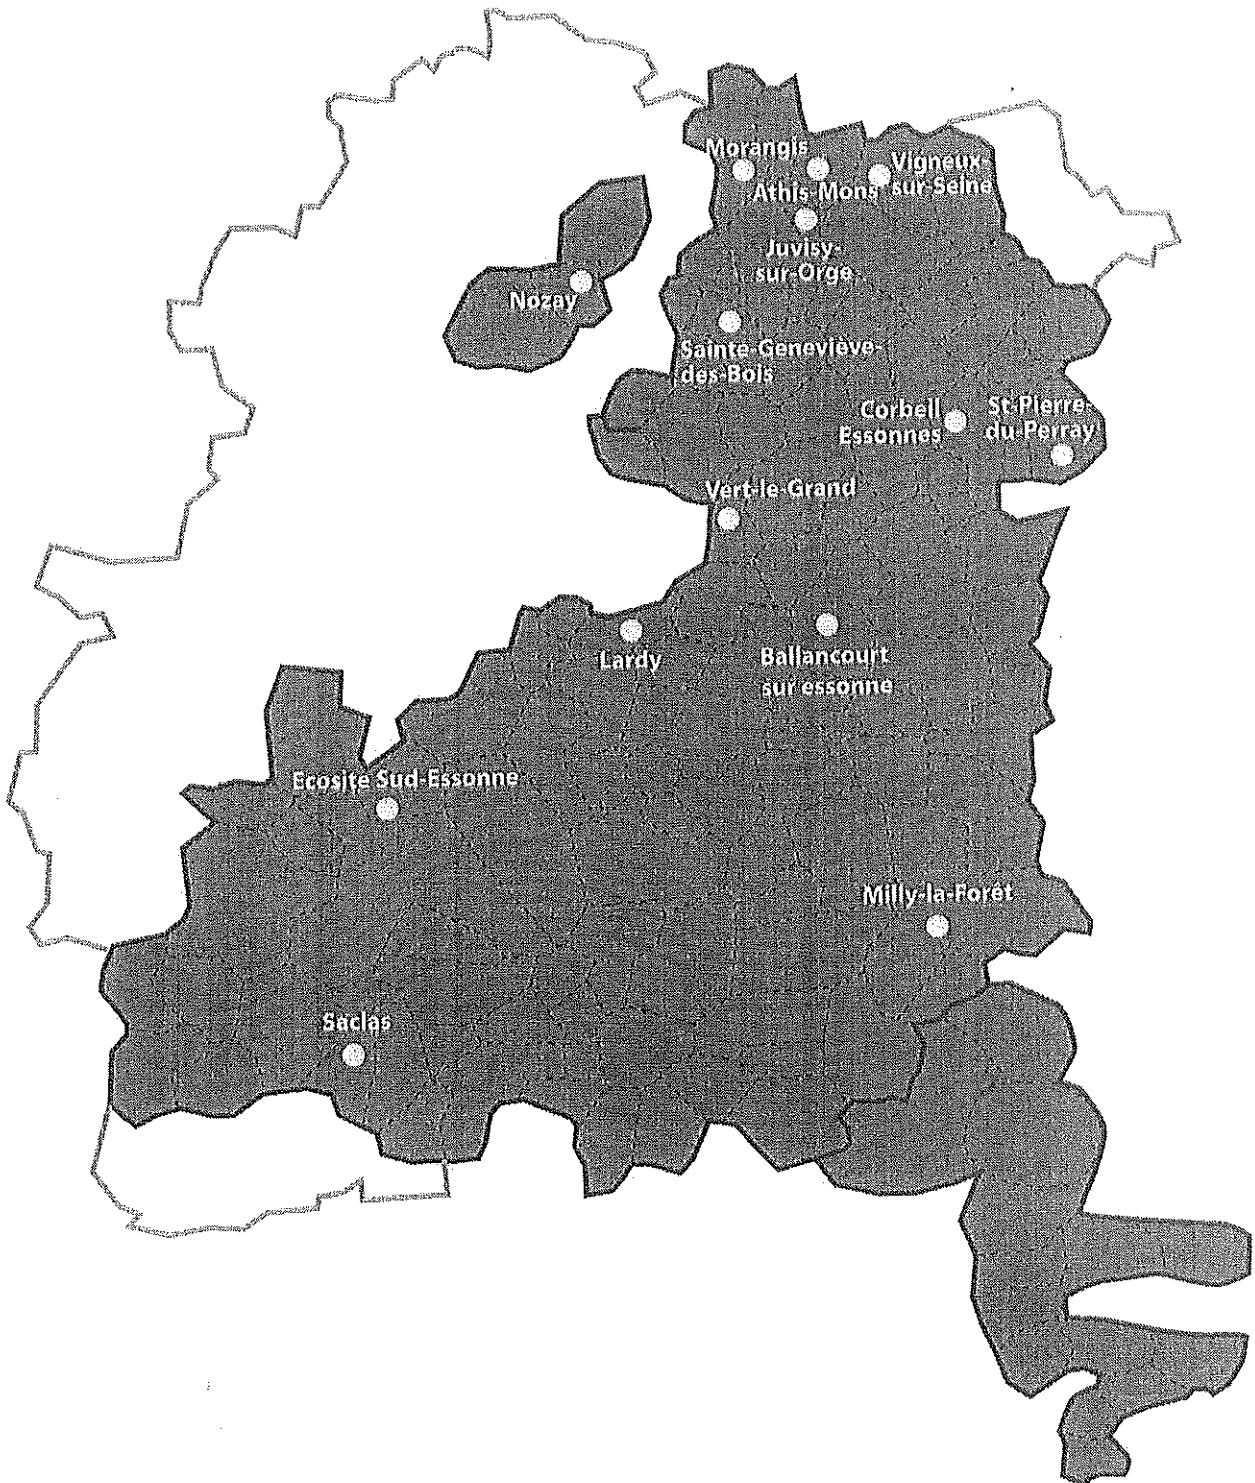 Morangis
Athis-Mons
Vigneux-
sur-Seine
Juvisy-
sur-Orge
Nozay
Sainte-Geneviève-
des-Bois
Corbeil
Essonnes
St-Pierre-
du-Perray
Vert-le-Grand
Lardy
Ballancourt
sur essonne
Ecosite Sud-Essonne
Milly-la-Forêt
Saclas